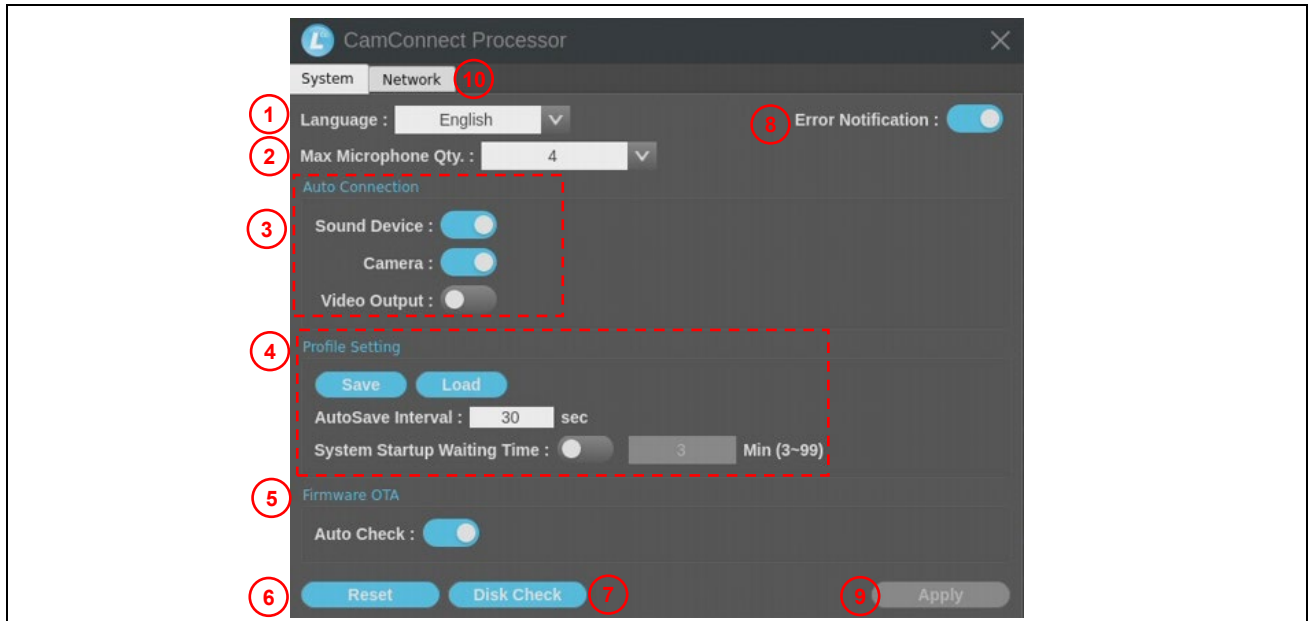 CamConnect Processor
System Network 10
1 Language : English 8 Error Notification :
2 Max Microphone Qty. : 4
Auto Connection
3 Sound Device :
Camera :
Video Output :
4 Profile Setting
Save Load
AutoSave Interval : 30 sec
System Startup Waiting Time : 3 Min (3~99)
5 Firmware OTA
Auto Check :
6 Reset Disk Check 7 9 Apply